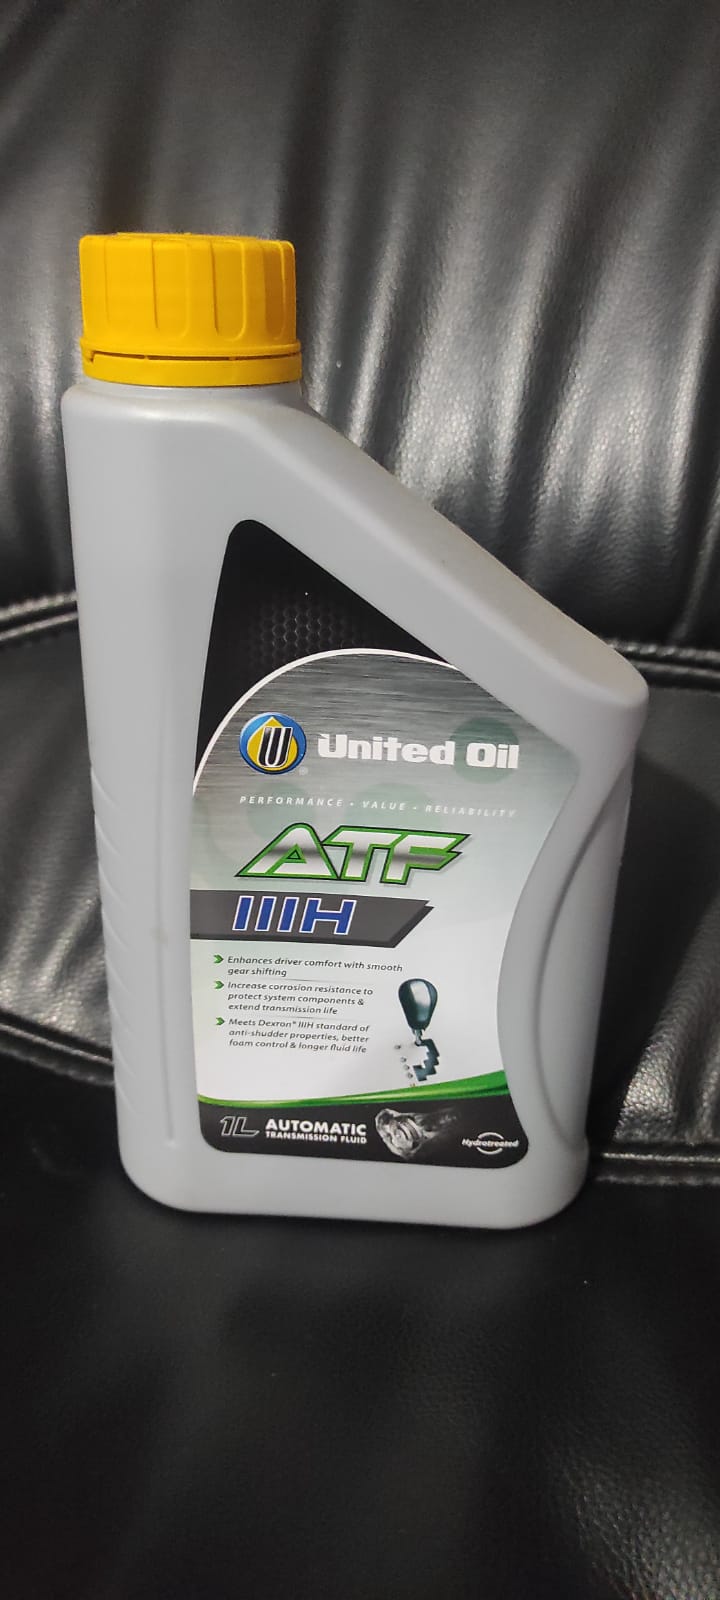 U
United Oil
®
PERFORMANCE • VALUE • RELIABILITY
ATF
IIIH
Enhances driver comfort with smooth
gear shifting
Increase corrosion resistance to
protect system components &
extend transmission life
Meets Dexron® IIIH standard of
anti-shudder properties, better
foam control & longer fluid life
1L AUTOMATIC
TRANSMISSION FLUID
Hydrotreated